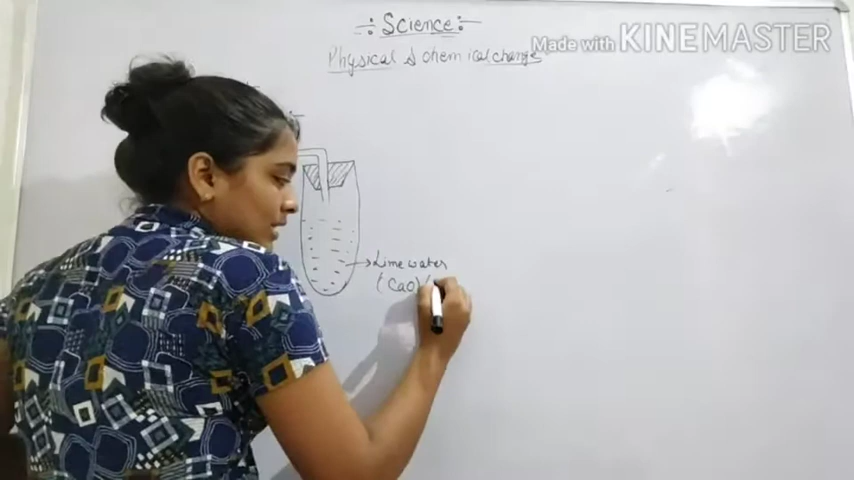 Science
Made with KINEMASTER
Physical & chemical change
Lime water
(CaO)